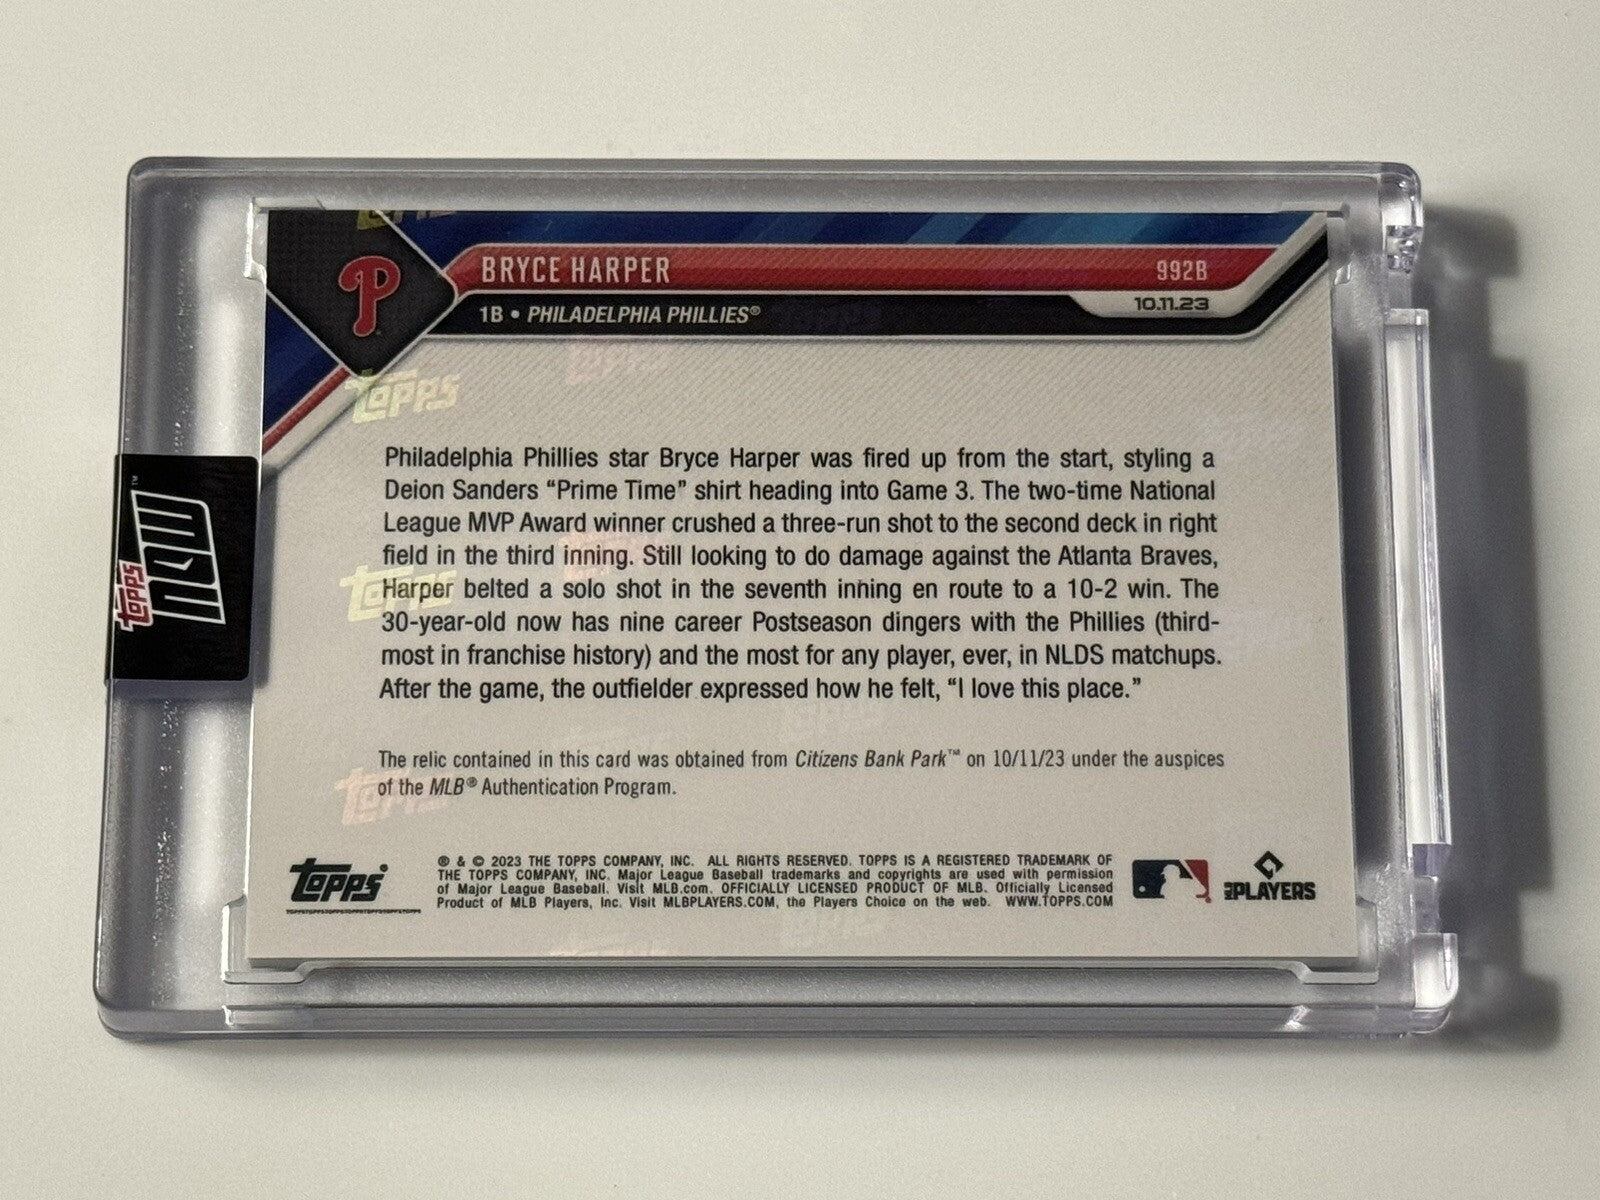 P
BRYCE HARPER
992B
1B • PHILADELPHIA PHILLIES®
10.11.23
TOPPS
Philadelphia Phillies star Bryce Harper was fired up from the start, styling a
Deion Sanders “Prime Time” shirt heading into Game 3. The two-time National
League MVP Award winner crushed a three-run shot to the second deck in right
field in the third inning. Still looking to do damage against the Atlanta Braves,
Harper belted a solo shot in the seventh inning en route to a 10-2 win. The
30-year-old now has nine career Postseason dingers with the Phillies (third-
most in franchise history) and the most for any player, ever, in NLDS matchups.
After the game, the outfielder expressed how he felt, “I love this place.”
The relic contained in this card was obtained from Citizens Bank Park™ on 10/11/23 under the auspices
of the MLB® Authentication Program.
TOPPS
® & © 2023 THE TOPPS COMPANY, INC. ALL RIGHTS RESERVED. TOPPS IS A REGISTERED TRADEMARK OF
THE TOPPS COMPANY, INC. Major League Baseball trademarks and copyrights are used with permission
of Major League Baseball. Visit MLB.com. OFFICIALLY LICENSED PRODUCT OF MLB. Officially Licensed
Product of MLB Players, Inc. Visit MLBPLAYERS.COM, the Players Choice on the web. WWW.TOPPS.COM
MLB PLAYERS
TOPPS
NOW™